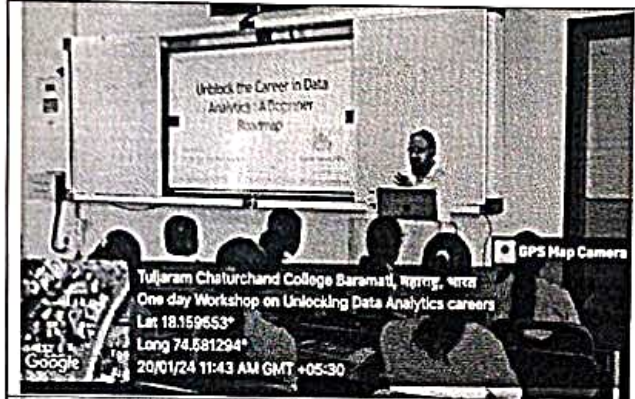 Unblock the Career in Data
Analytics : A Beginner
Roadmap
GPS Map Camera
Tuljaram Chaturchand College Baramati, महाराष्ट्र, भारत
One day Workshop on Unlocking Data Analytics careers
Lat 18.159553°
Long 74.581294°
20/01/24 11:43 AM GMT +05:30
Google